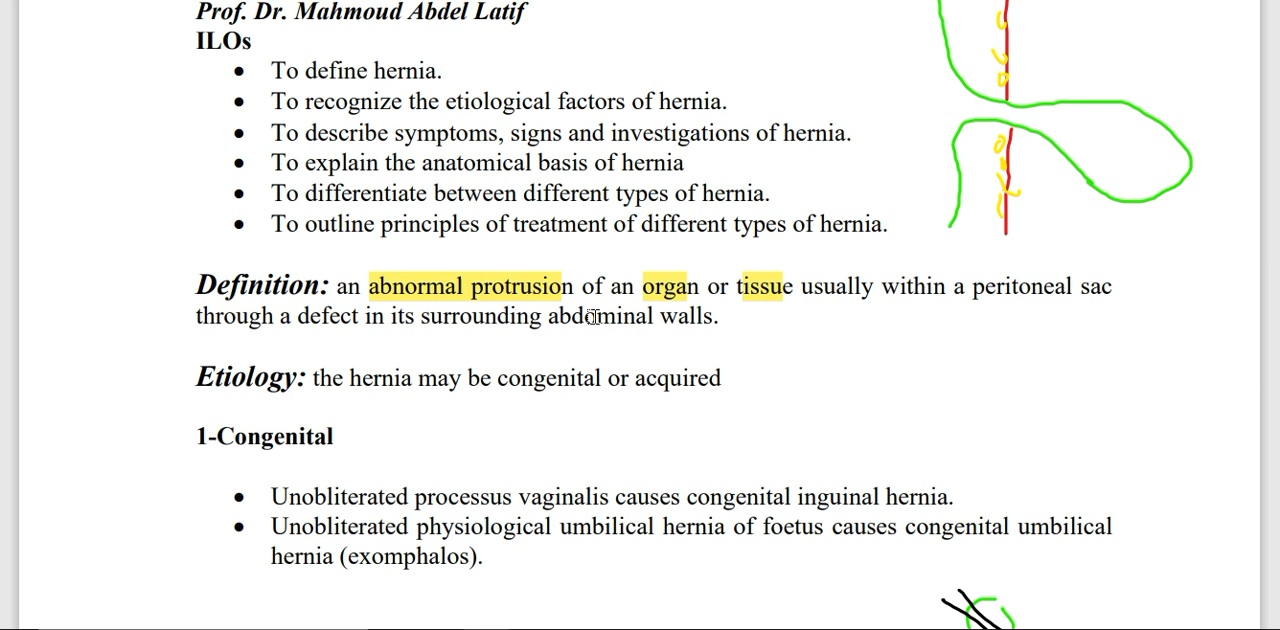 Prof. Dr. Mahmoud Abdel Latif
ILOs
• To define hernia.
• To recognize the etiological factors of hernia.
• To describe symptoms, signs and investigations of hernia.
• To explain the anatomical basis of hernia
• To differentiate between different types of hernia.
• To outline principles of treatment of different types of hernia.
Definition: an abnormal protrusion of an organ or tissue usually within a peritoneal sac
through a defect in its surrounding abdominal walls.
Etiology: the hernia may be congenital or acquired
1-Congenital
• Unobliterated processus vaginalis causes congenital inguinal hernia.
• Unobliterated physiological umbilical hernia of foetus causes congenital umbilical
hernia (exomphalos).